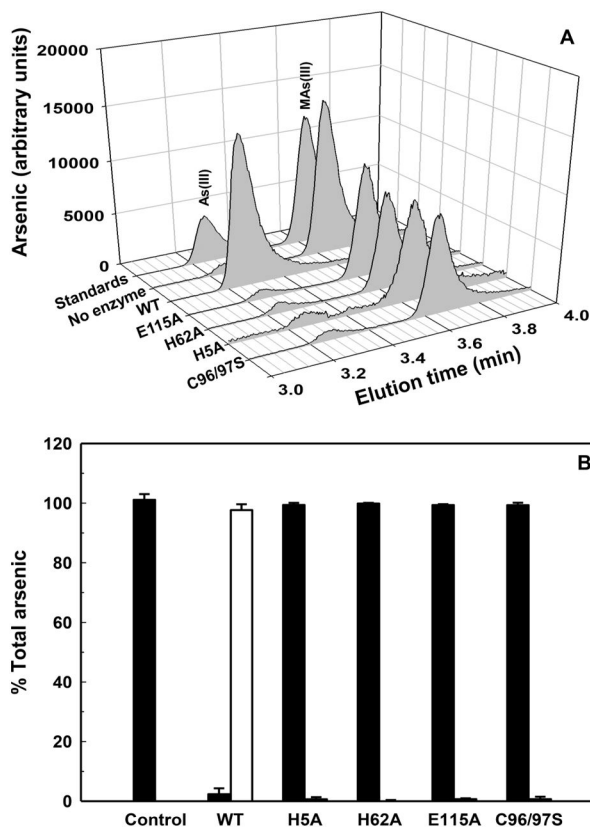 A
Arsenic (arbitrary units)
20000
15000
10000
5000
0
As(III)
MAs(III)
Standards
No enzyme
WT
E115A
H62A
H5A
C96/97S
3.0
3.2
3.4
3.6
3.8
4.0
Elution time (min)
B
% Total arsenic
120
100
80
60
40
20
0
Control WT H5A H62A E115A C96/97S